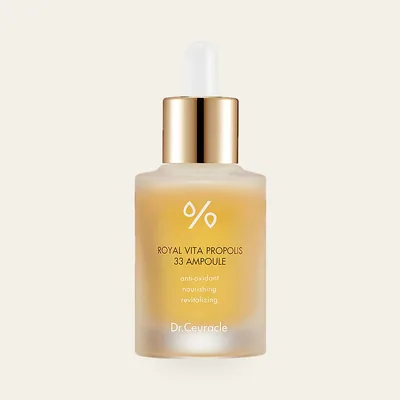 %
ROYAL VITA PROPOLIS
33 AMPOULE
anti-oxidant
nourishing
revitalizing
Dr.Ceuracle